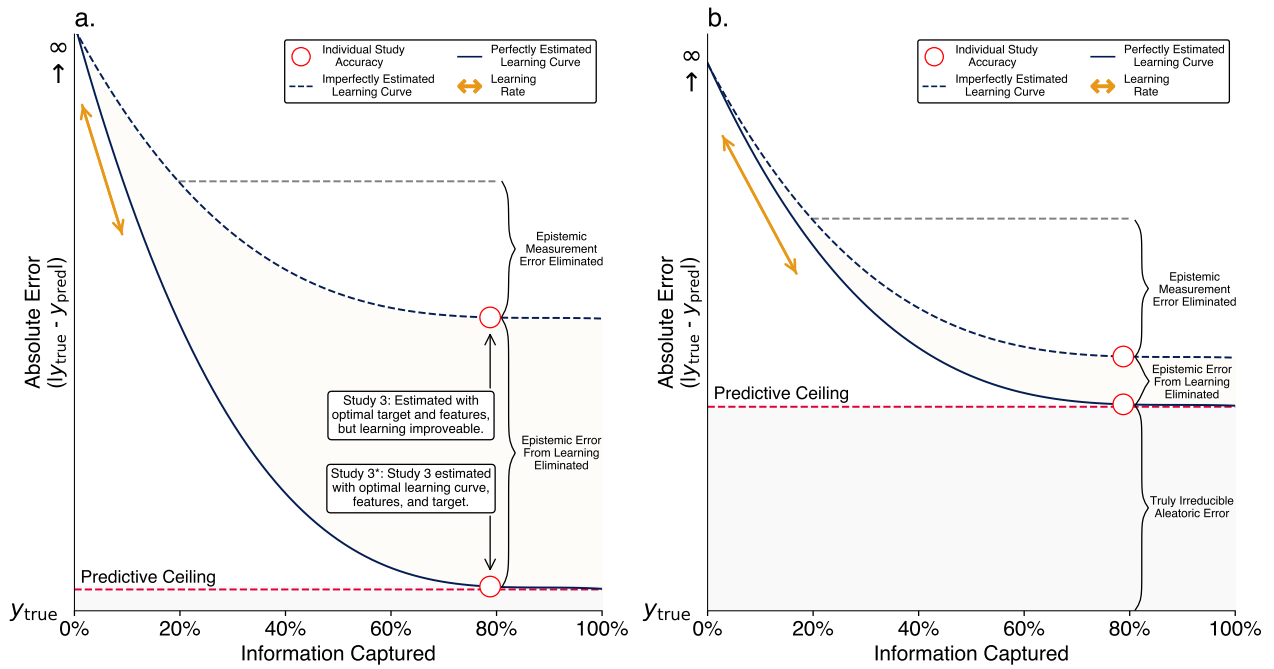 a.
∞
↑
Individual Study
Accuracy
Perfectly Estimated
Learning Curve
Imperfectly Estimated
Learning Curve
Learning
Rate
Absolute Error
(|ytrue - ypred|)
Epistemic
Measurement
Error Eliminated
Study 3: Estimated with
optimal target and features,
but learning improveable.
Epistemic Error
From Learning
Eliminated
Study 3*: Study 3 estimated
with optimal learning curve,
features, and target.
Predictive Ceiling
ytrue
0% 20% 40% 60% 80% 100%
Information Captured
b.
∞
↑
Individual Study
Accuracy
Perfectly Estimated
Learning Curve
Imperfectly Estimated
Learning Curve
Learning
Rate
Absolute Error
(|ytrue - ypred|)
Epistemic
Measurement
Error Eliminated
Epistemic Error
From Learning
Eliminated
Predictive Ceiling
Truly Irreducible
Aleatoric Error
ytrue
0% 20% 40% 60% 80% 100%
Information Captured